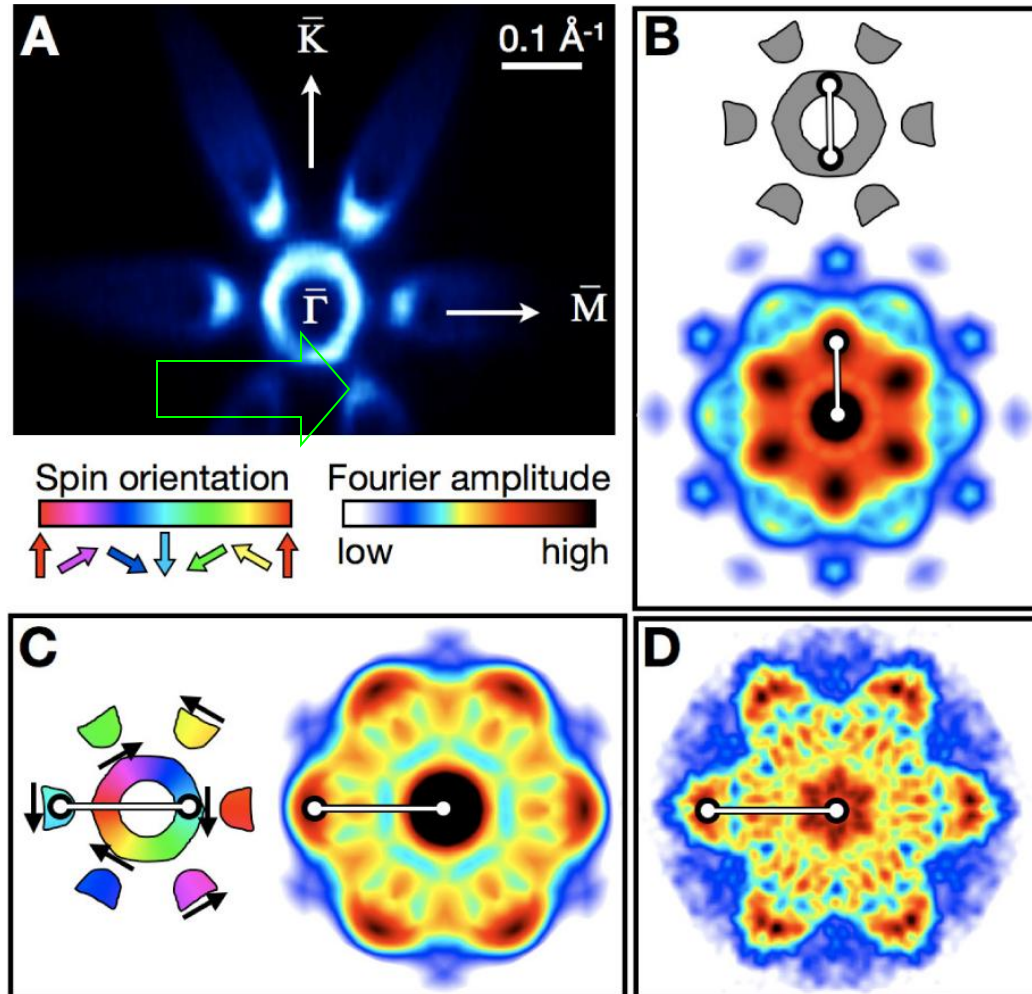 A
K̄
0.1 Å⁻¹
Γ̄
M̄
B
Spin orientation
Fourier amplitude
low
high
C
D